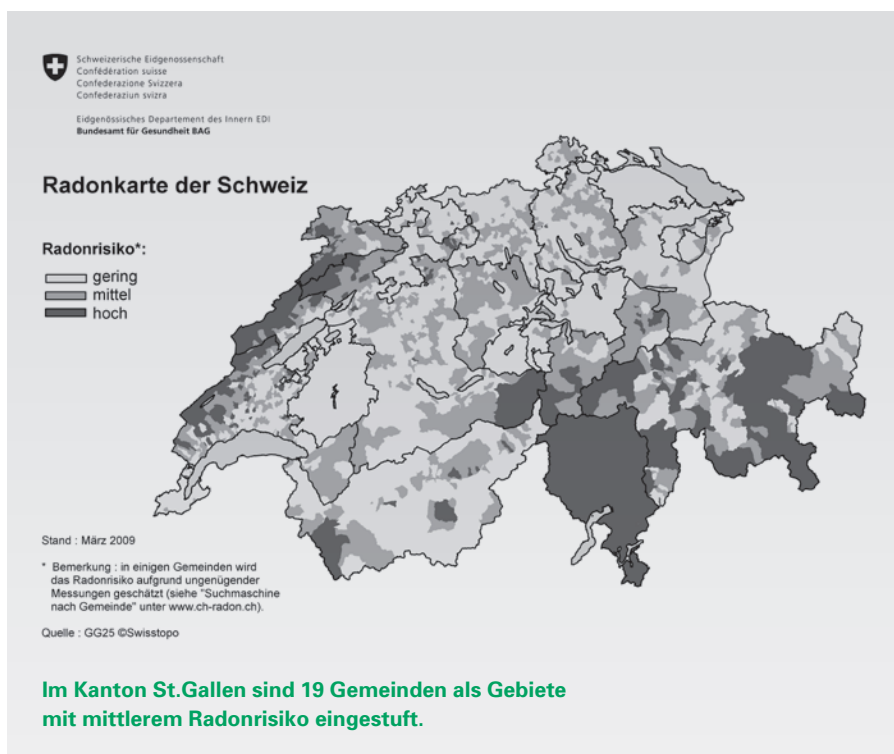 Schweizerische Eidgenossenschaft
Confédération suisse
Confederazione Svizzera
Confederaziun svizra
Eidgenössisches Departement des Innern EDI
Bundesamt für Gesundheit BAG
Radonkarte der Schweiz
Radonrisiko*:
gering
mittel
hoch
Stand : März 2009
* Bemerkung : in einigen Gemeinden wird
das Radonrisiko aufgrund ungenügender
Messungen geschätzt (siehe "Suchmaschine
nach Gemeinde" unter www.ch-radon.ch).
Quelle : GG25 ©Swisstopo
Im Kanton St.Gallen sind 19 Gemeinden als Gebiete
mit mittlerem Radonrisiko eingestuft.